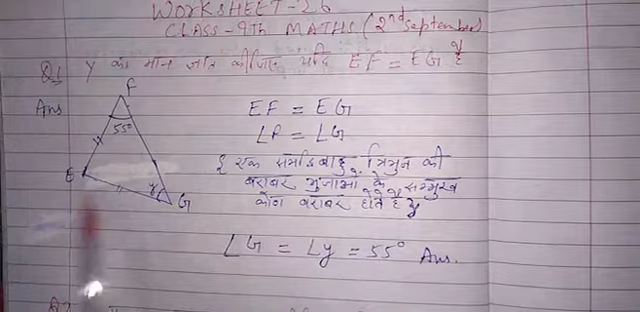 WORKSHEET-26
CLASS-9Th MATHS (2nd september)
Q1 y का मान ज्ञात कीजिए यदि EF = EG है
Ans
F
55°
E
y
G
EF = EG
∠F = ∠G
{ एक समद्विबाहु त्रिभुज की
बराबर भुजाओं के सम्मुख
कोण बराबर होते हैं }
∠G = ∠y = 55° Ans.